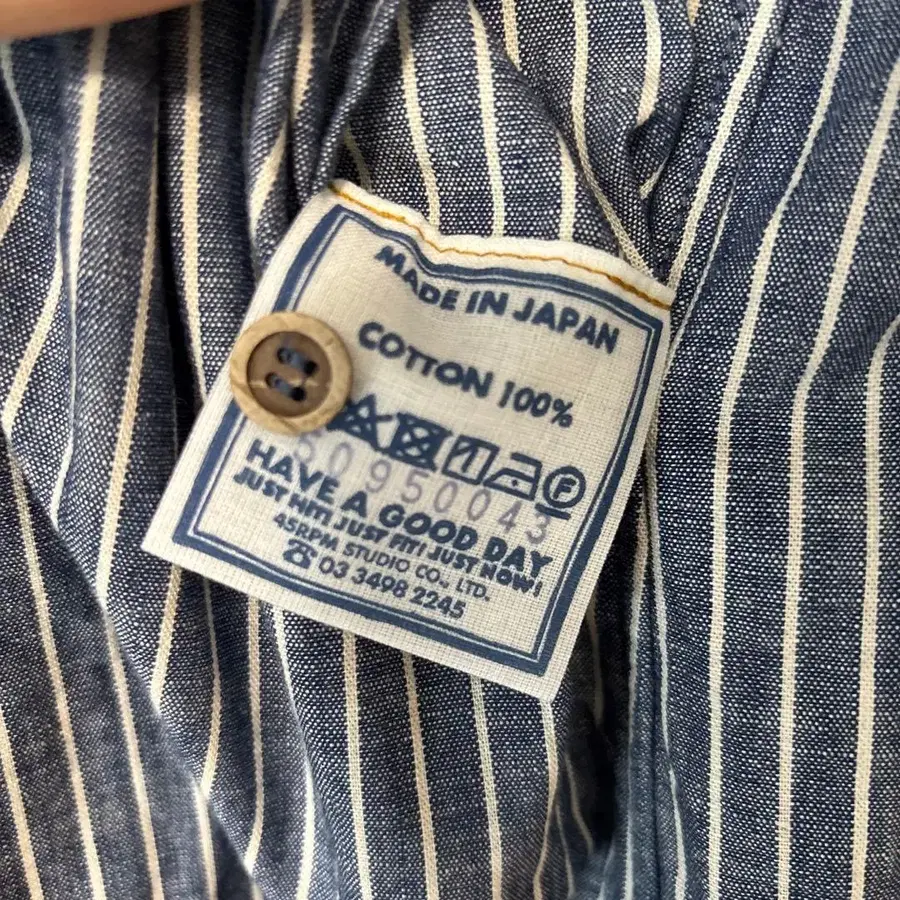 MADE IN JAPAN
COTTON 100%
F
50950043
HAVE A GOOD DAY
JUST HIT! JUST FIT! JUST NOW!
45RPM STUDIO CO., LTD.
☎ 03 3498 2245